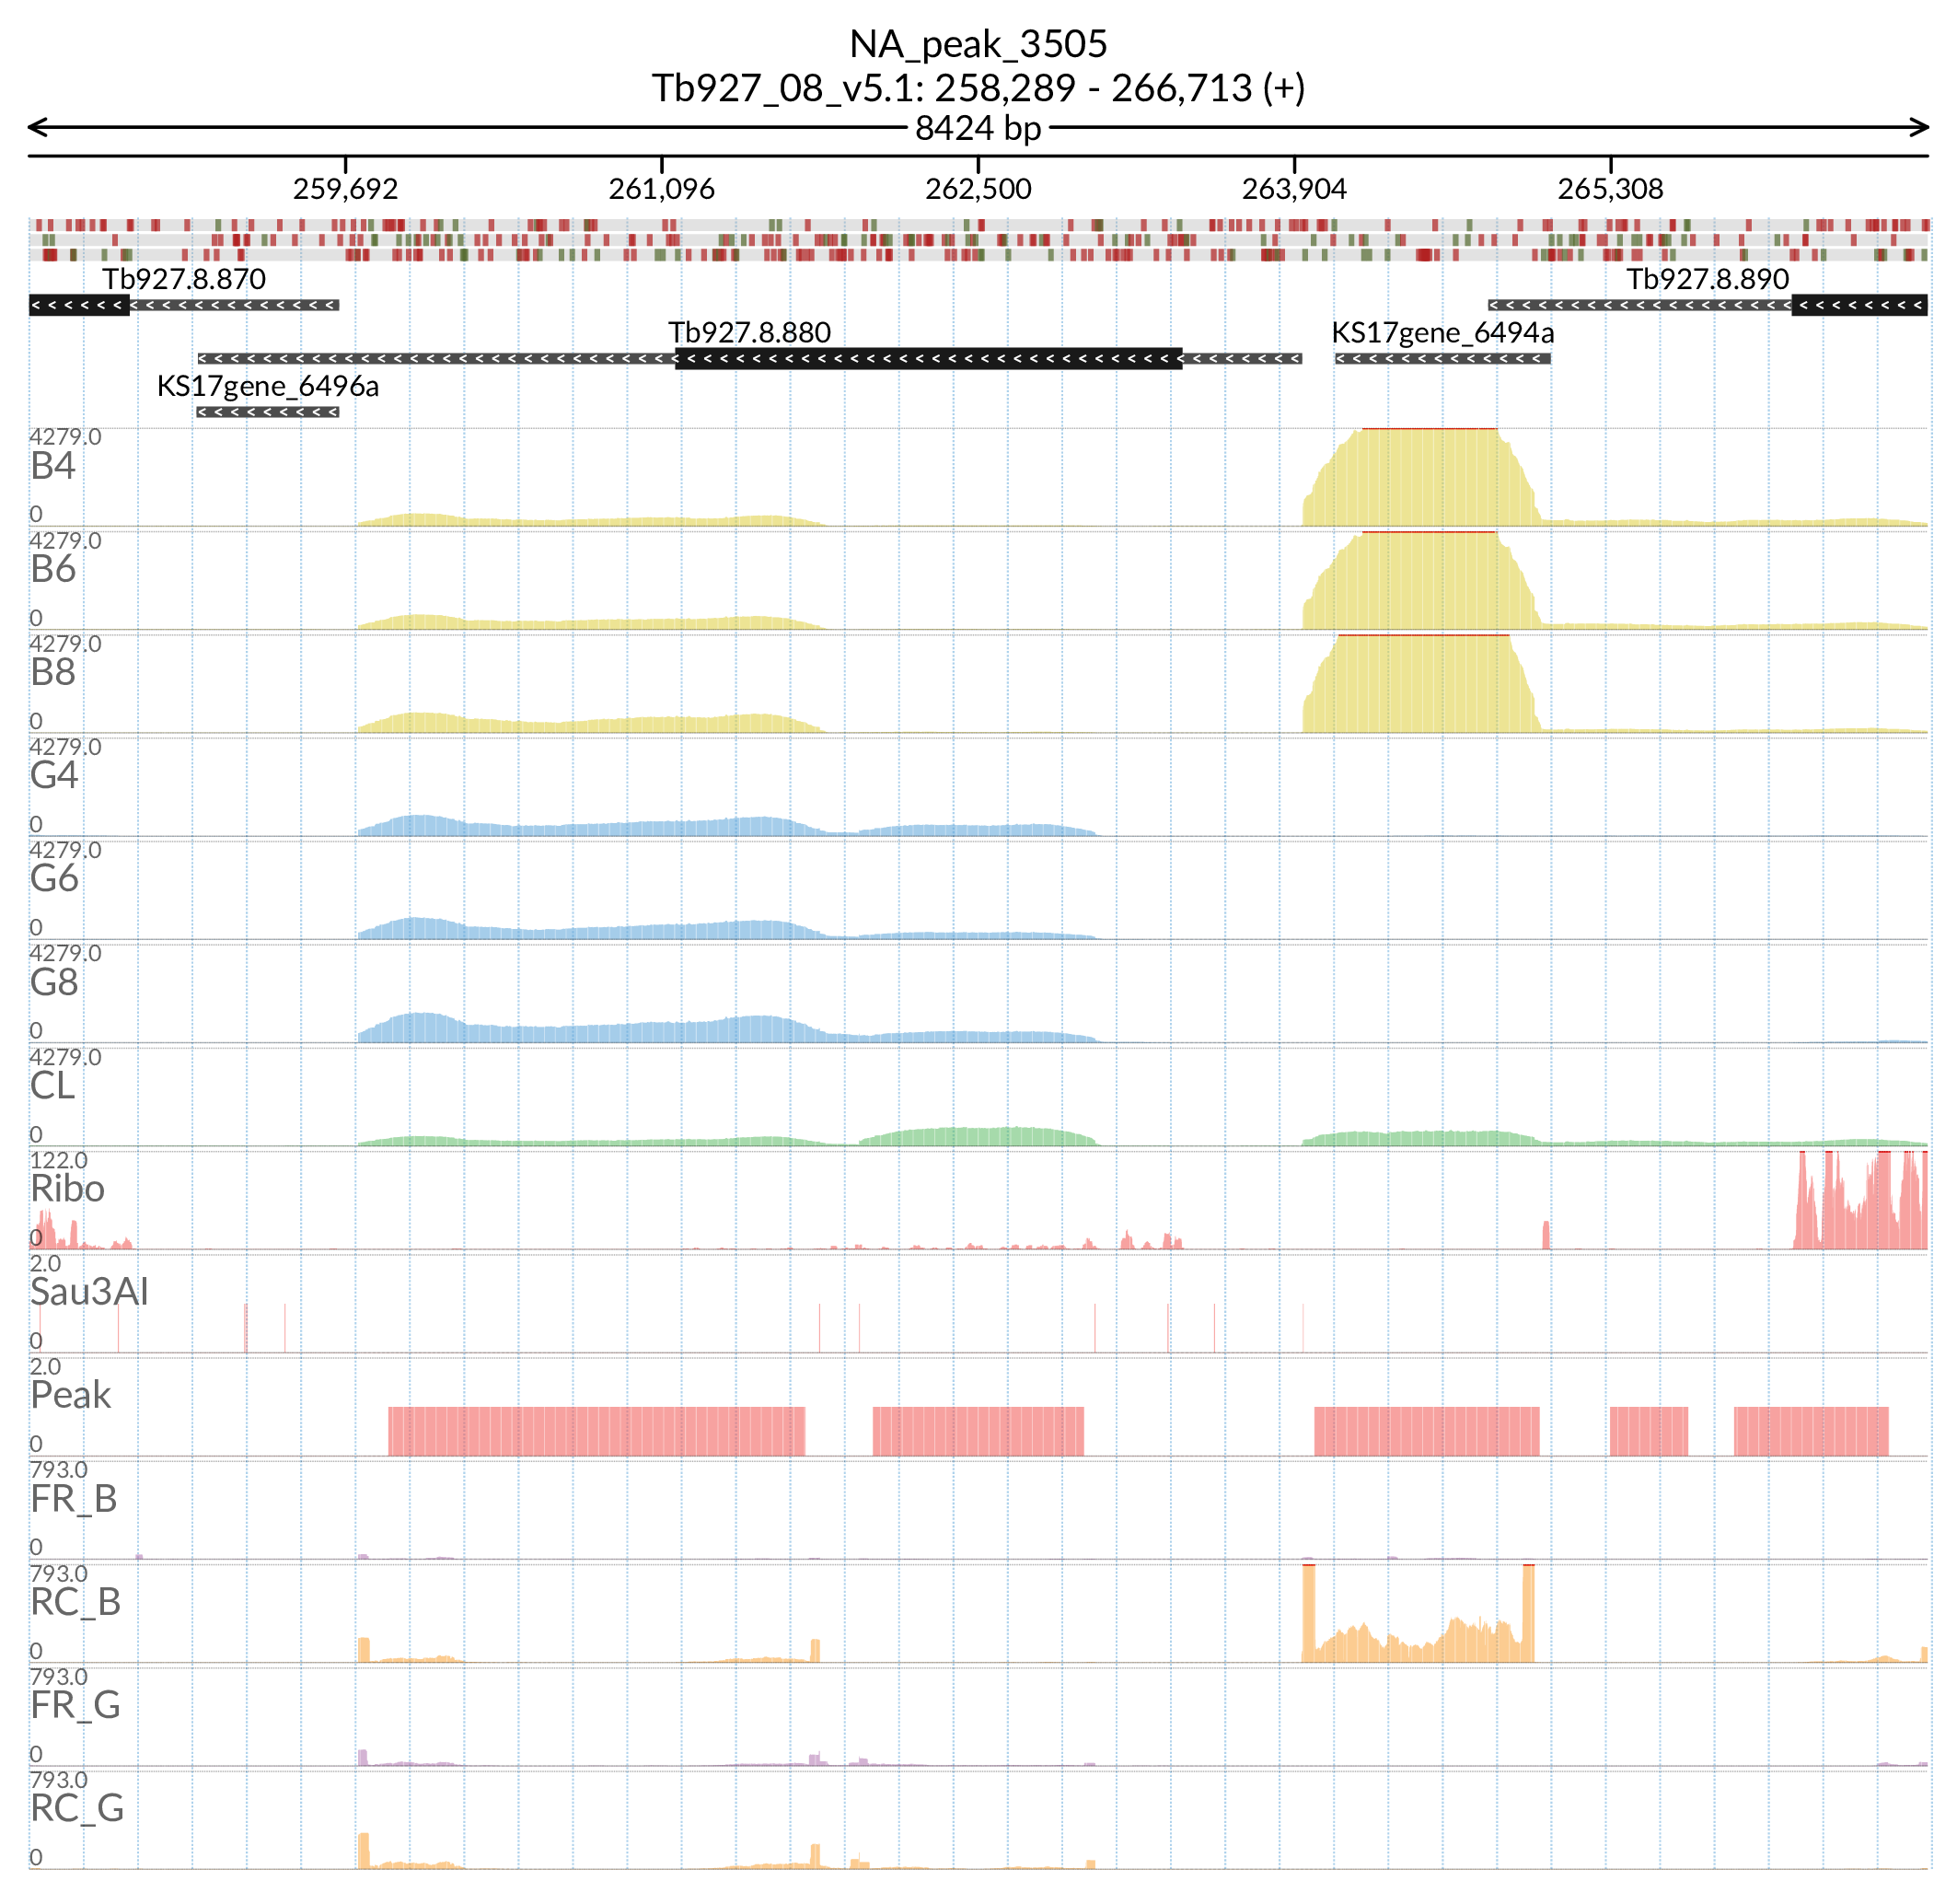 NA_peak_3505
Tb927_08_v5.1: 258,289 - 266,713 (+)
8424 bp
259,692 261,096 262,500 263,904 265,308
Tb927.8.870 Tb927.8.890
Tb927.8.880 KS17gene_6494a
KS17gene_6496a
4279.0
B4
0
4279.0
B6
0
4279.0
B8
0
4279.0
G4
0
4279.0
G6
0
4279.0
G8
0
4279.0
CL
0
122.0
Ribo
0
2.0
Sau3AI
0
2.0
Peak
0
793.0
FR_B
0
793.0
RC_B
0
793.0
FR_G
0
793.0
RC_G
0